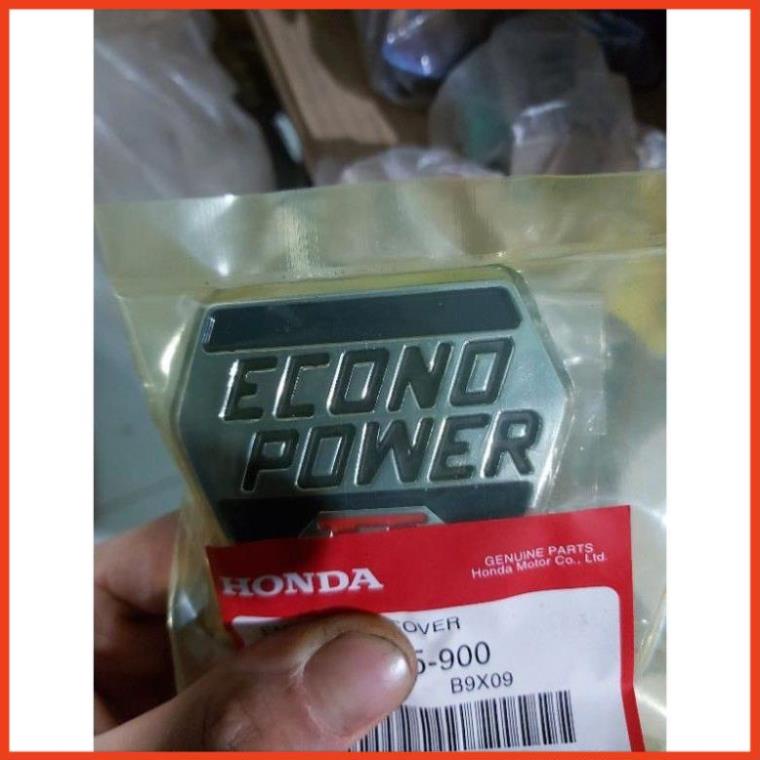 ECONO
POWER
HONDA
GENUINE PARTS
Honda Motor Co., Ltd.
COVER
5-900
B9X09